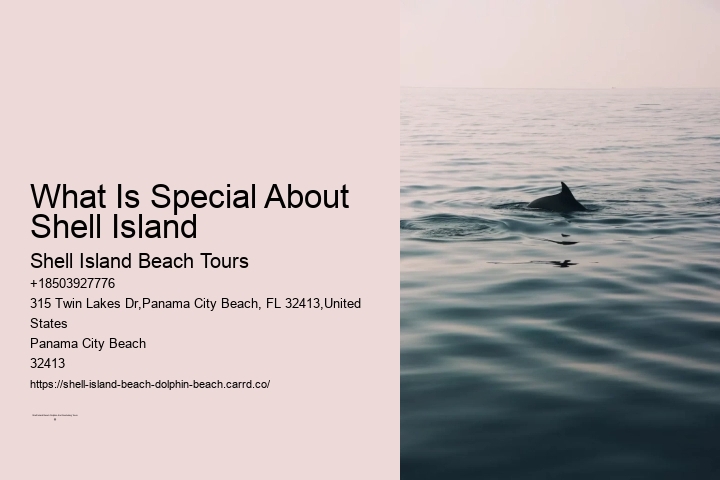 What Is Special About
Shell Island
Shell Island Beach Tours
+18503927776
315 Twin Lakes Dr,Panama City Beach, FL 32413,United
States
Panama City Beach
32413
https://shell-island-beach-dolphin-beach.carrd.co/